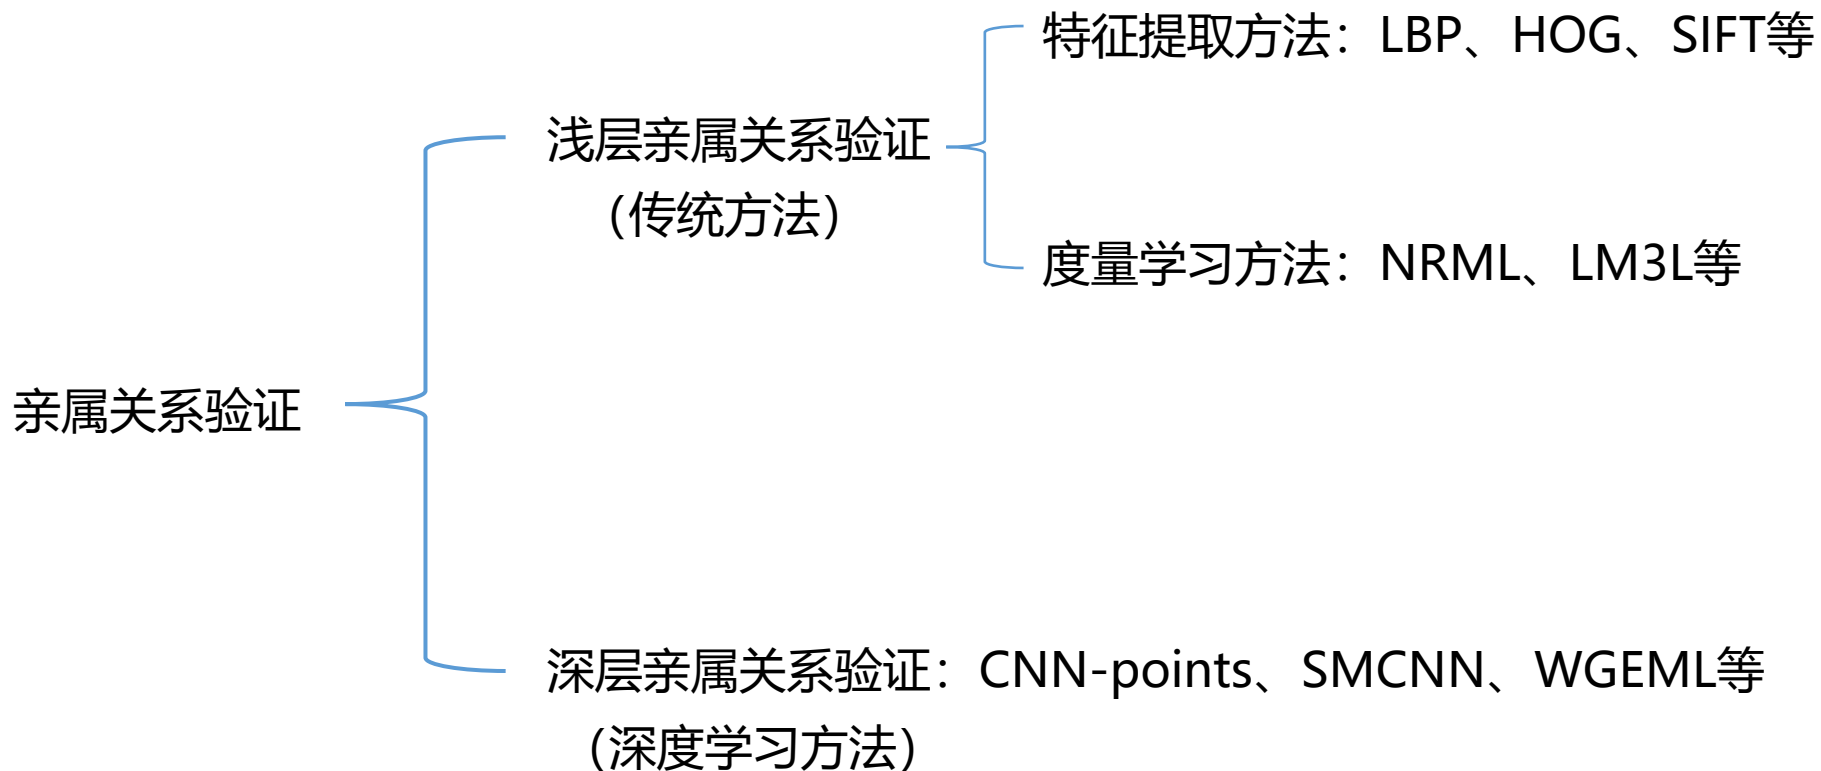 特征提取方法：LBP、HOG、SIFT等
浅层亲属关系验证
（传统方法）
度量学习方法：NRML、LM3L等
亲属关系验证
深层亲属关系验证：CNN-points、SMCNN、WGEML等
（深度学习方法）